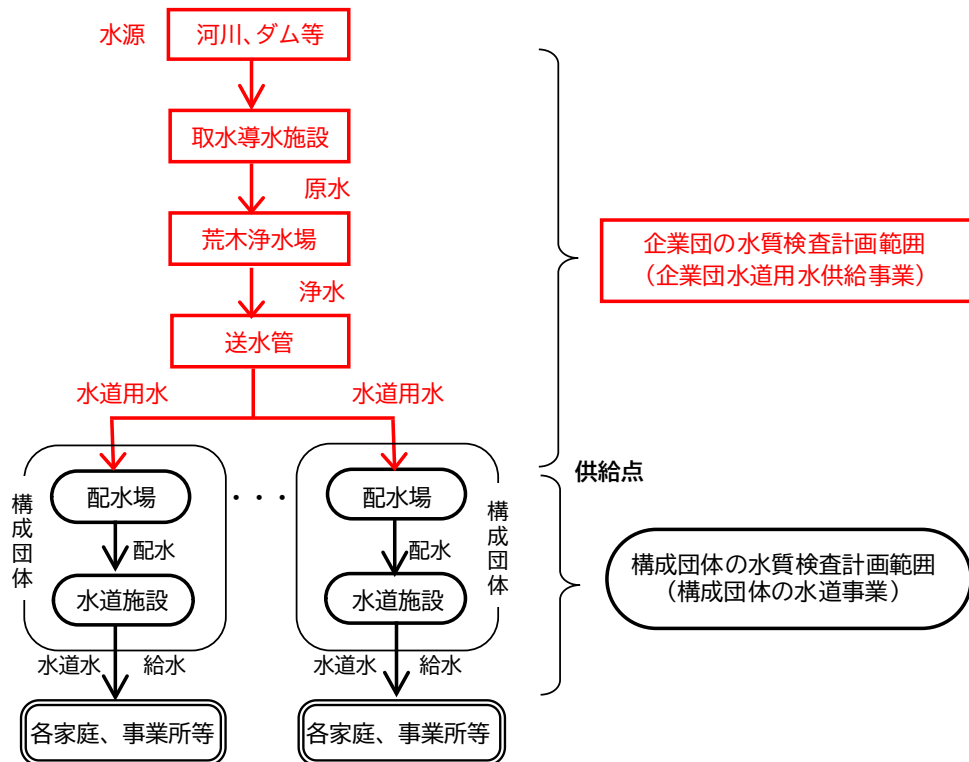 水源
河川、ダム等
取水導水施設
原水
荒木浄水場
浄水
送水管
水道用水
水道用水
企業団の水質検査計画範囲
（企業団水道用水供給事業）
供給点
構成団体
配水場
・・・
配水場
構成団体
配水
配水
水道施設
水道施設
構成団体の水質検査計画範囲
（構成団体の水道事業）
水道水
給水
水道水
給水
各家庭、事業所等
各家庭、事業所等